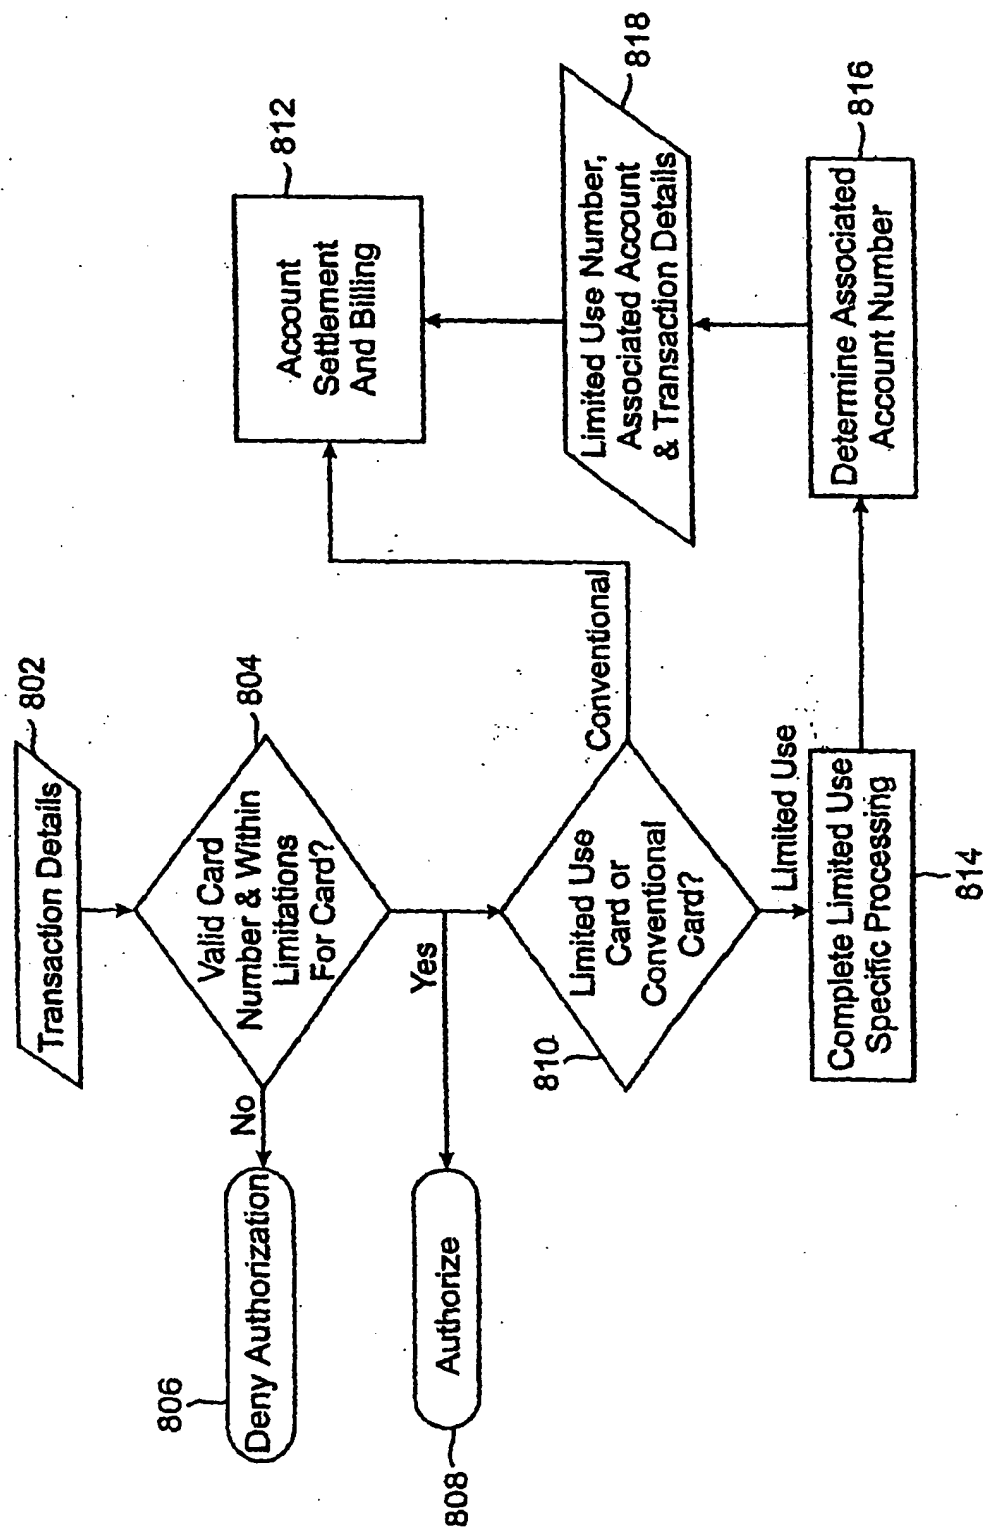 802
Transaction Details
804
Valid Card
Number & Within
Limitations
For Card?
No
806
Deny Authorization
Yes
808
Authorize
810
Limited Use
Card or
Conventional
Card?
Conventional
812
Account
Settlement
And Billing
Limited Use
Complete Limited Use
Specific Processing
814
Determine Associated
Account Number
816
Limited Use Number,
Associated Account
& Transaction Details
818